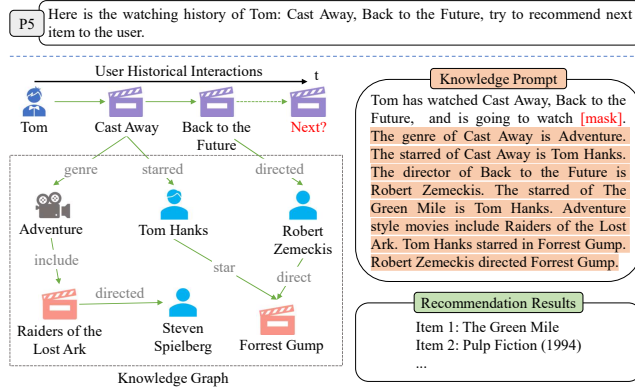 P5
Here is the watching history of Tom: Cast Away, Back to the Future, try to recommend next
item to the user.
User Historical Interactions
t
Tom
Cast Away
Back to the
Future
Next?
genre
starred
directed
Adventure
Tom Hanks
Robert
Zemeckis
include
star
direct
directed
Raiders of the
Lost Ark
Steven
Spielberg
Forrest Gump
Knowledge Graph
Knowledge Prompt
Tom has watched Cast Away, Back to the
Future, and is going to watch [mask].
The genre of Cast Away is Adventure.
The starred of Cast Away is Tom Hanks.
The director of Back to the Future is
Robert Zemeckis. The starred of The
Green Mile is Tom Hanks. Adventure
style movies include Raiders of the Lost
Ark. Tom Hanks starred in Forrest Gump.
Robert Zemeckis directed Forrest Gump.
Recommendation Results
Item 1: The Green Mile
Item 2: Pulp Fiction (1994)
...